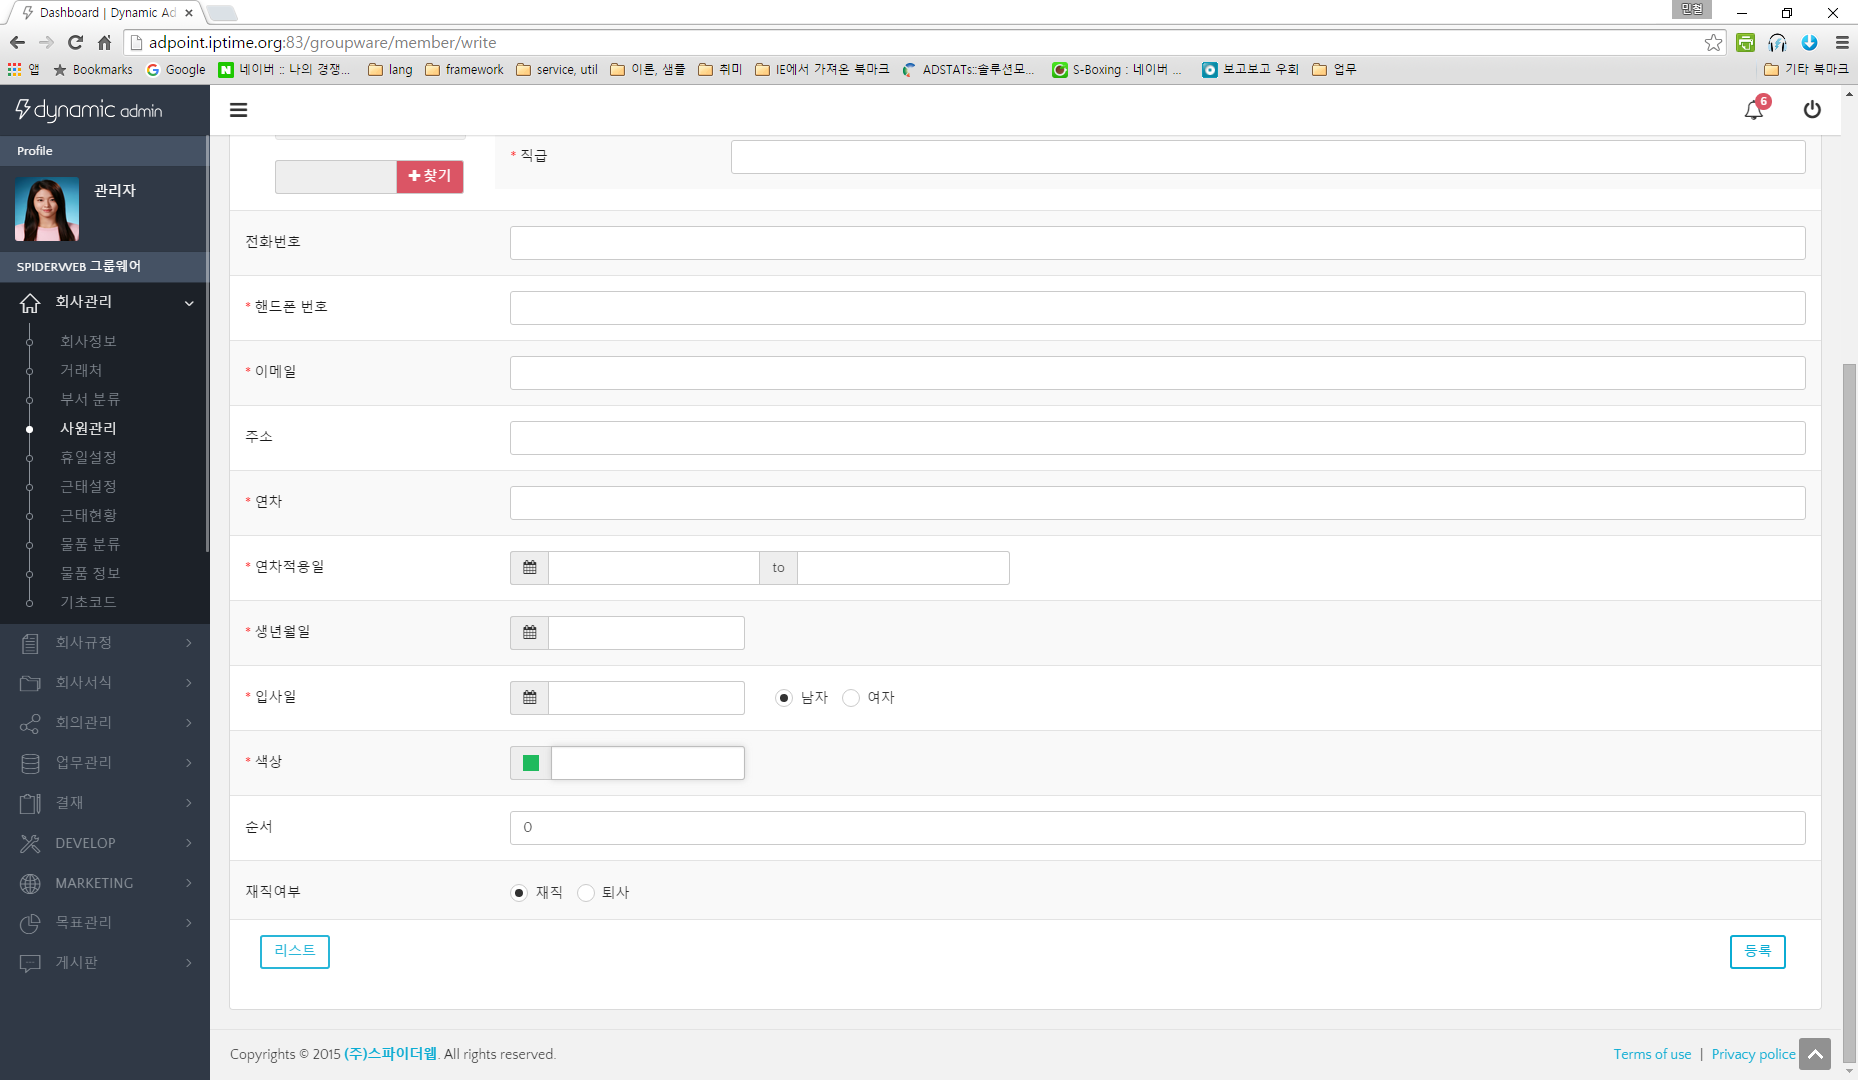 Dashboard | Dynamic Ad
민철
adpoint.iptime.org:83/groupware/member/write
앱 Bookmarks Google 네이버 :: 나의 경쟁... lang framework service, util 이론, 샘플 취미 IE에서 가져온 북마크 ADSTATs::솔루션모... S-Boxing : 네이버 ... 보고보고 우회 업무 기타 북마크
dynamic admin
6
Profile
관리자
SPIDERWEB 그룹웨어
회사관리
회사정보
거래처
부서 분류
사원관리
휴일설정
근태설정
근태현황
물품 분류
물품 정보
기초코드
회사규정
회사서식
회의관리
업무관리
결재
DEVELOP
MARKETING
목표관리
게시판
찾기
* 직급
전화번호
* 핸드폰 번호
* 이메일
주소
* 연차
* 연차적용일 to
* 생년월일
* 입사일 남자 여자
* 색상
순서 0
재직여부 재직 퇴사
리스트 등록
Copyrights © 2015 (주)스파이더웹. All rights reserved.
Terms of use | Privacy police